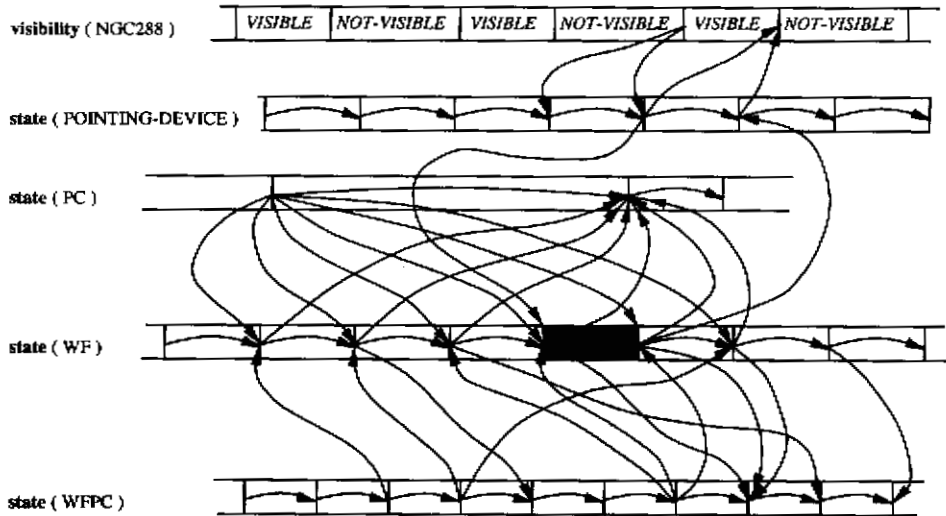 visibility ( NGC288 ) VISIBLE NOT-VISIBLE VISIBLE NOT-VISIBLE VISIBLE NOT-VISIBLE
state ( POINTING-DEVICE )
state ( PC )
state ( WF )
state ( WFPC )